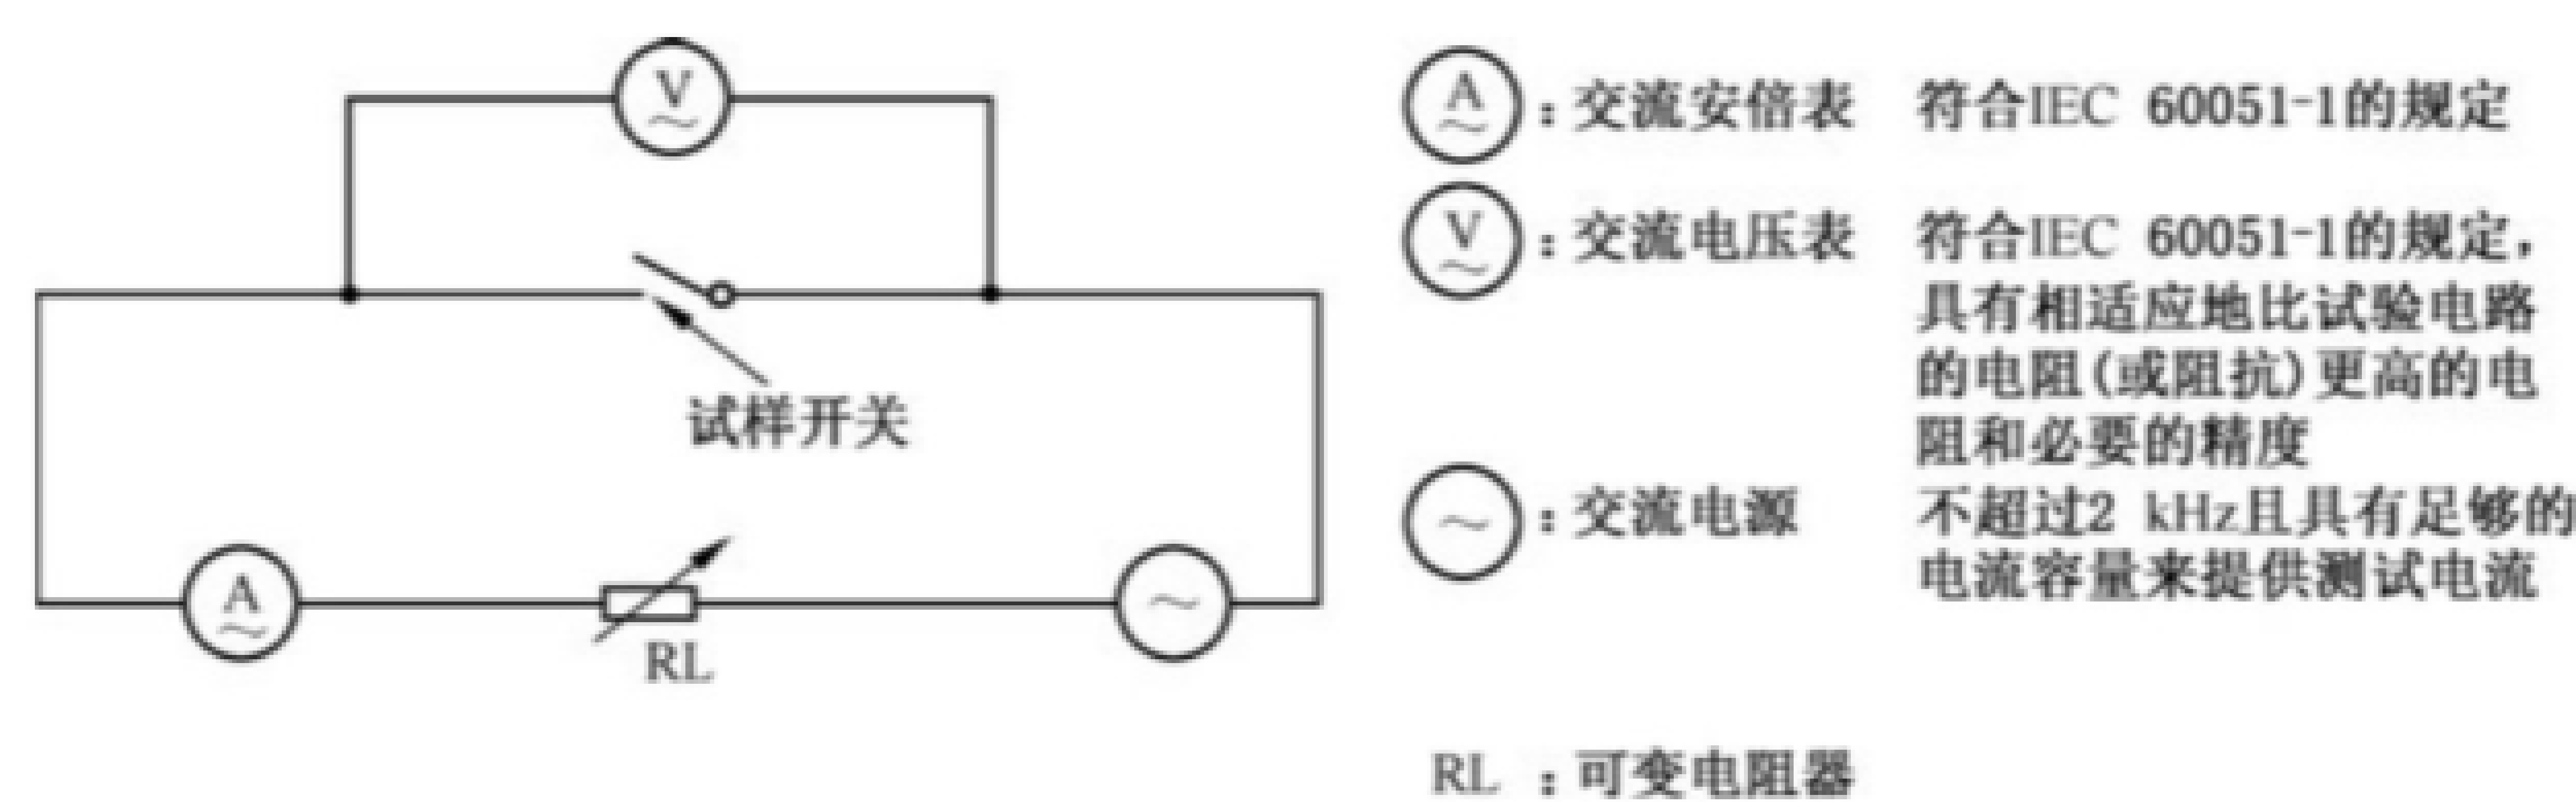 V
~
试样开关
A
~
RL
~
A
~
：交流安倍表 符合IEC 60051-1的规定
V
~
：交流电压表 符合IEC 60051-1的规定，
具有相适应地比试验电路
的电阻(或阻抗)更高的电
阻和必要的精度
~
：交流电源 不超过2 kHz且具有足够的
电流容量来提供测试电流
RL ：可变电阻器